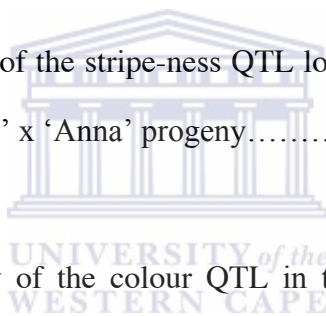 of the stripe-ness QTL lo
’ x ‘Anna’ progeny.........
UNIVERSITY of the
of the colour QTL in t
WESTERN CAPE